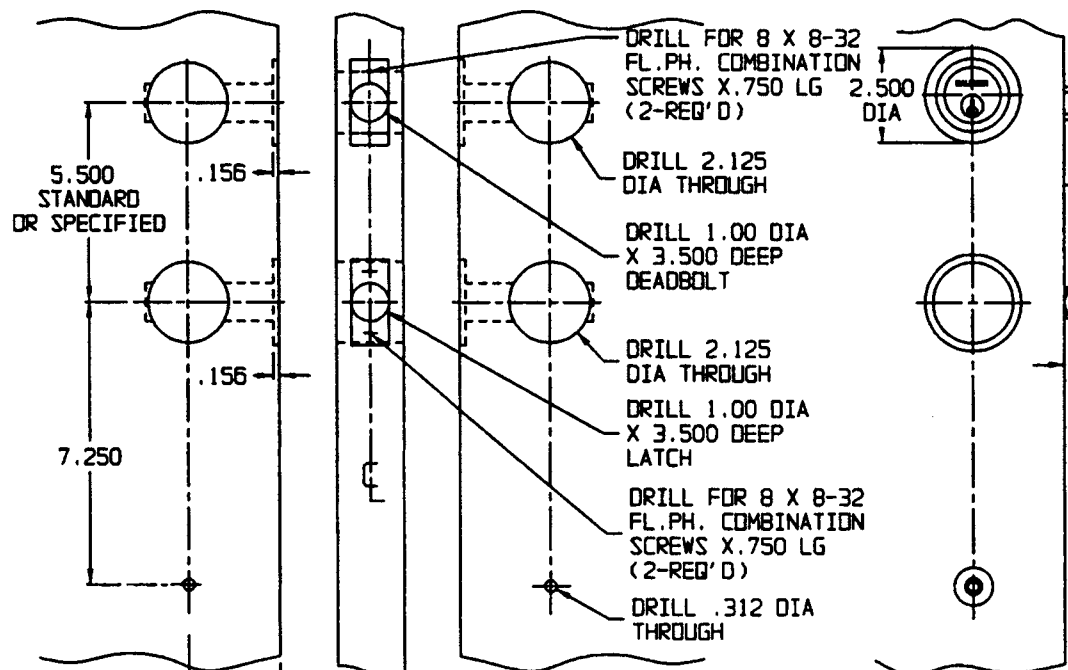 DRILL FOR 8 X 8-32
FL.PH. COMBINATION
SCREWS X.750 LG
(2-REQ'D)
2.500
DIA
5.500
STANDARD
OR SPECIFIED
.156
DRILL 2.125
DIA THROUGH
DRILL 1.00 DIA
X 3.500 DEEP
DEADBOLT
DRILL 2.125
DIA THROUGH
.156
DRILL 1.00 DIA
X 3.500 DEEP
LATCH
7.250
DRILL FOR 8 X 8-32
FL.PH. COMBINATION
SCREWS X.750 LG
(2-REQ'D)
DRILL .312 DIA
THROUGH